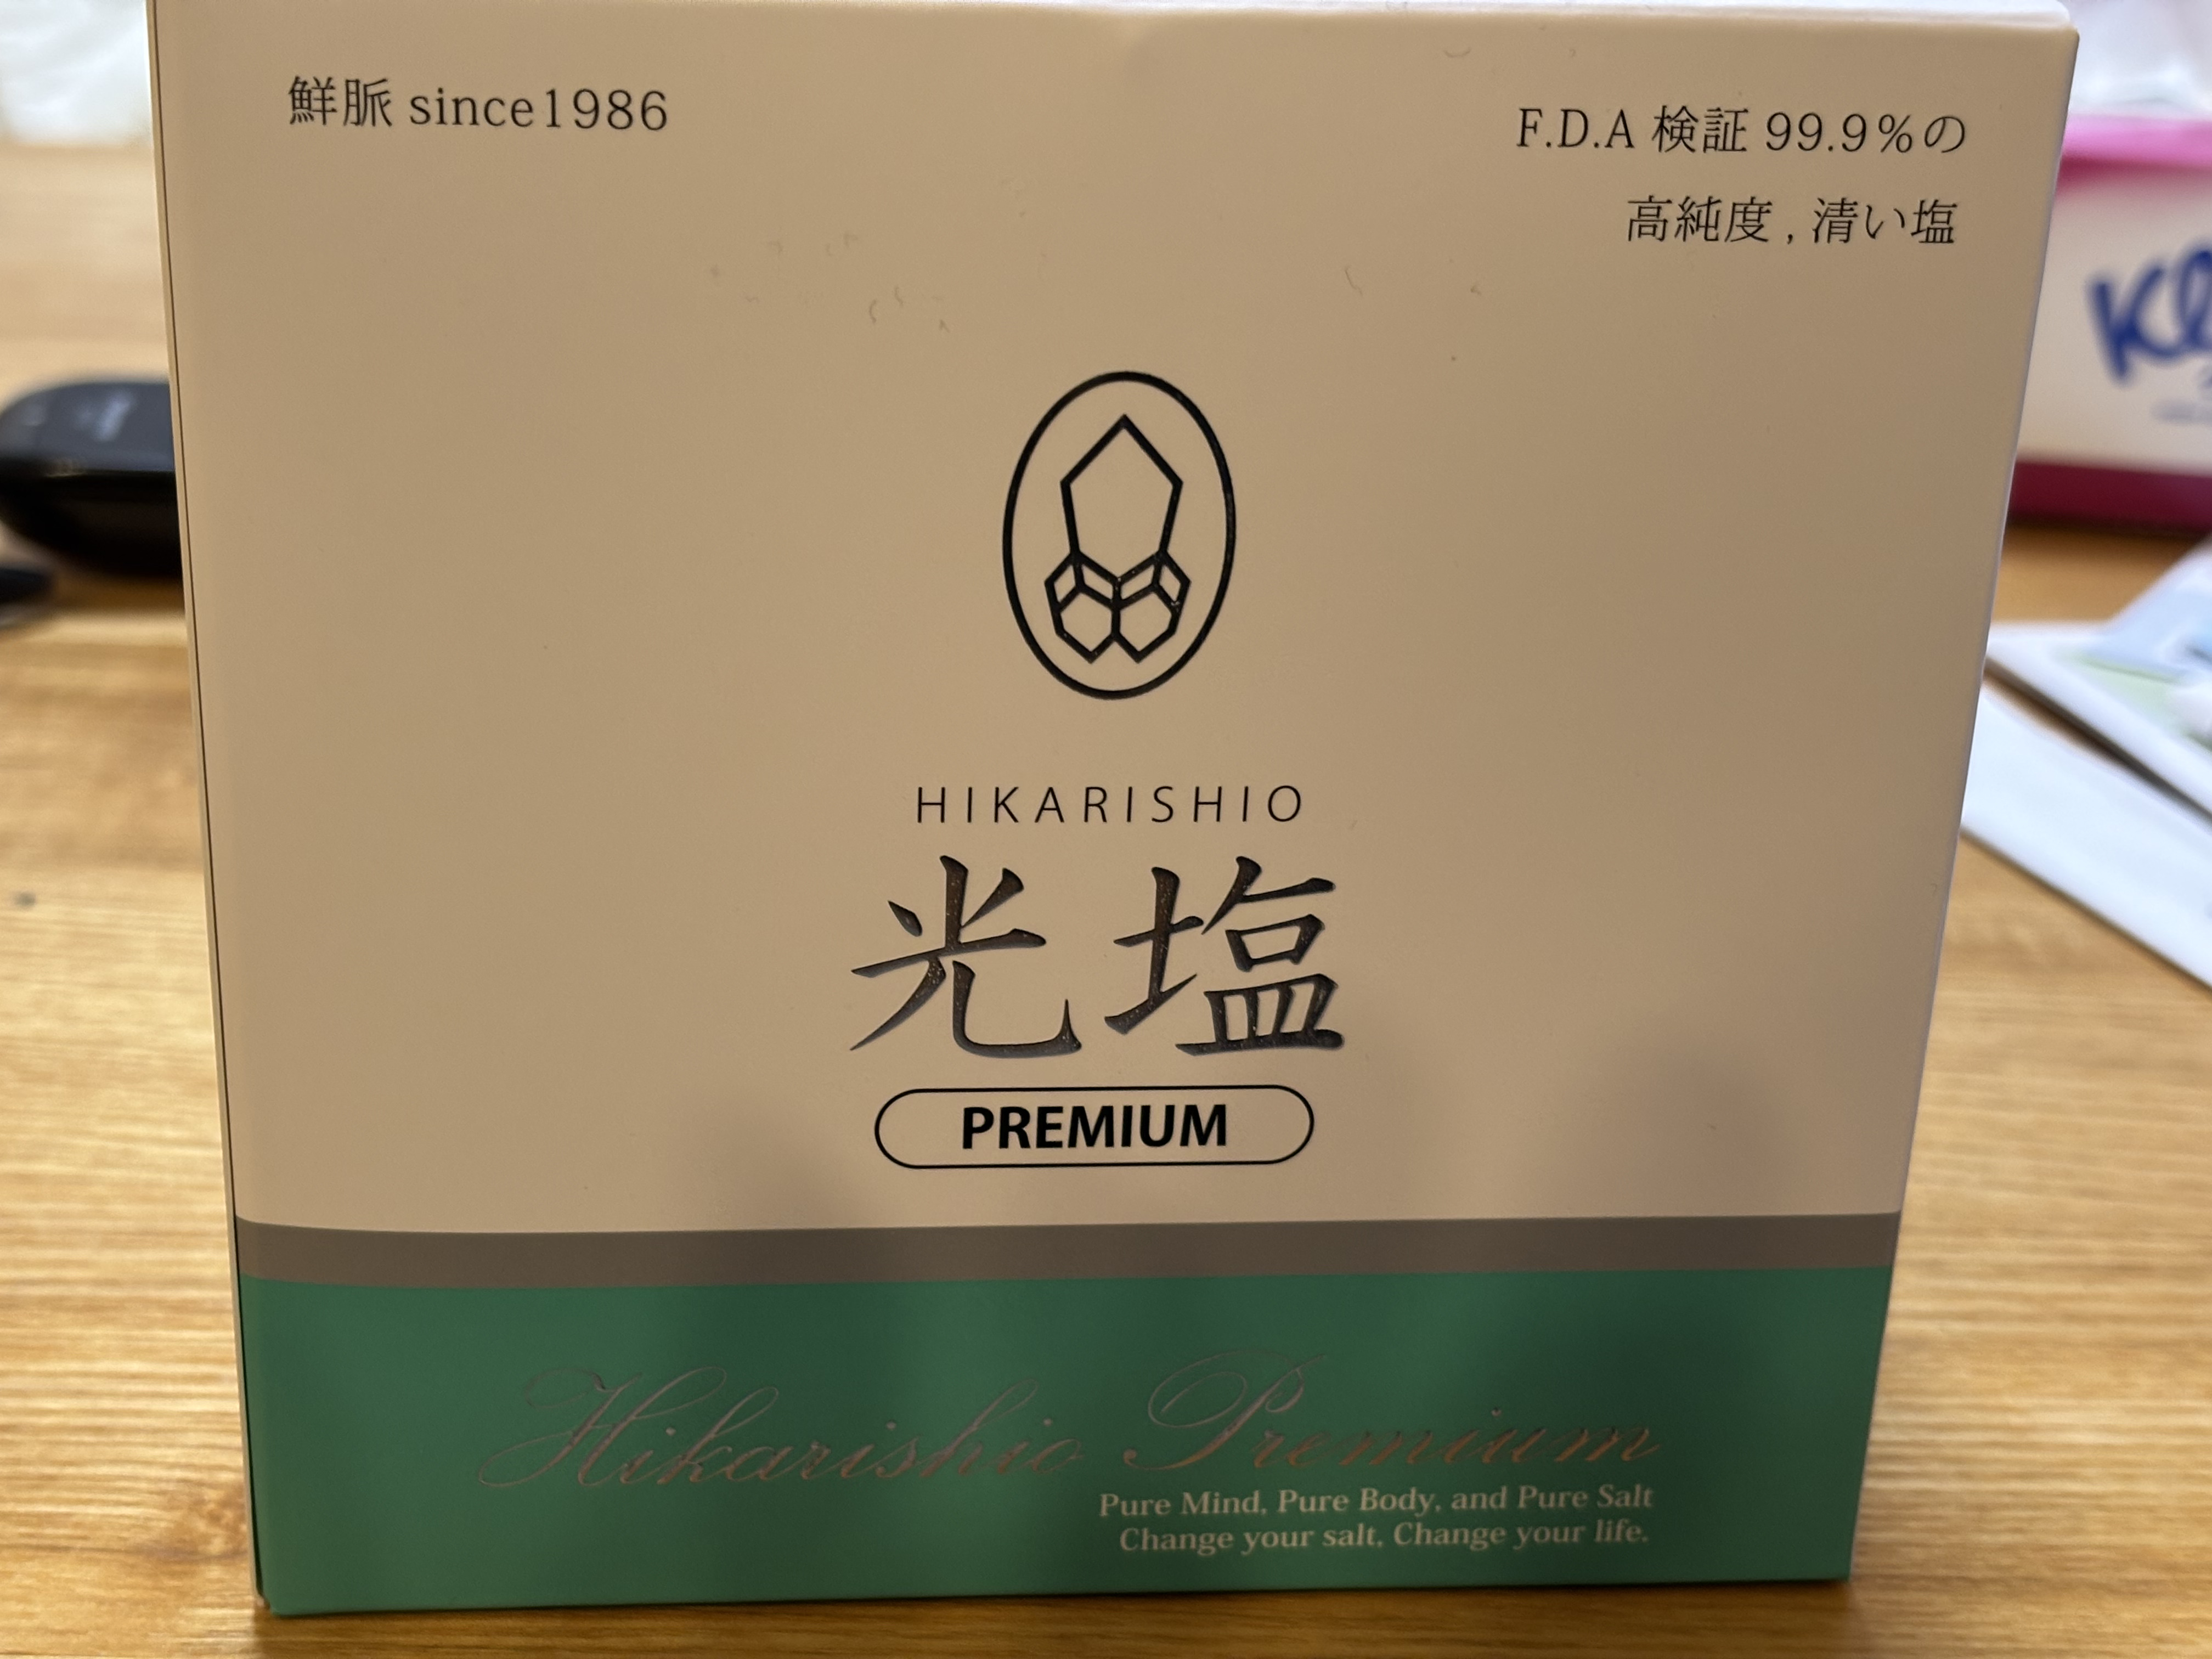 鮮脈 since1986
F.D.A 検証 99.9%の
高純度 , 清い塩
HIKARISHIO
光塩
PREMIUM
Hikarishio Premium
Pure Mind, Pure Body, and Pure Salt
Change your salt, Change your life.